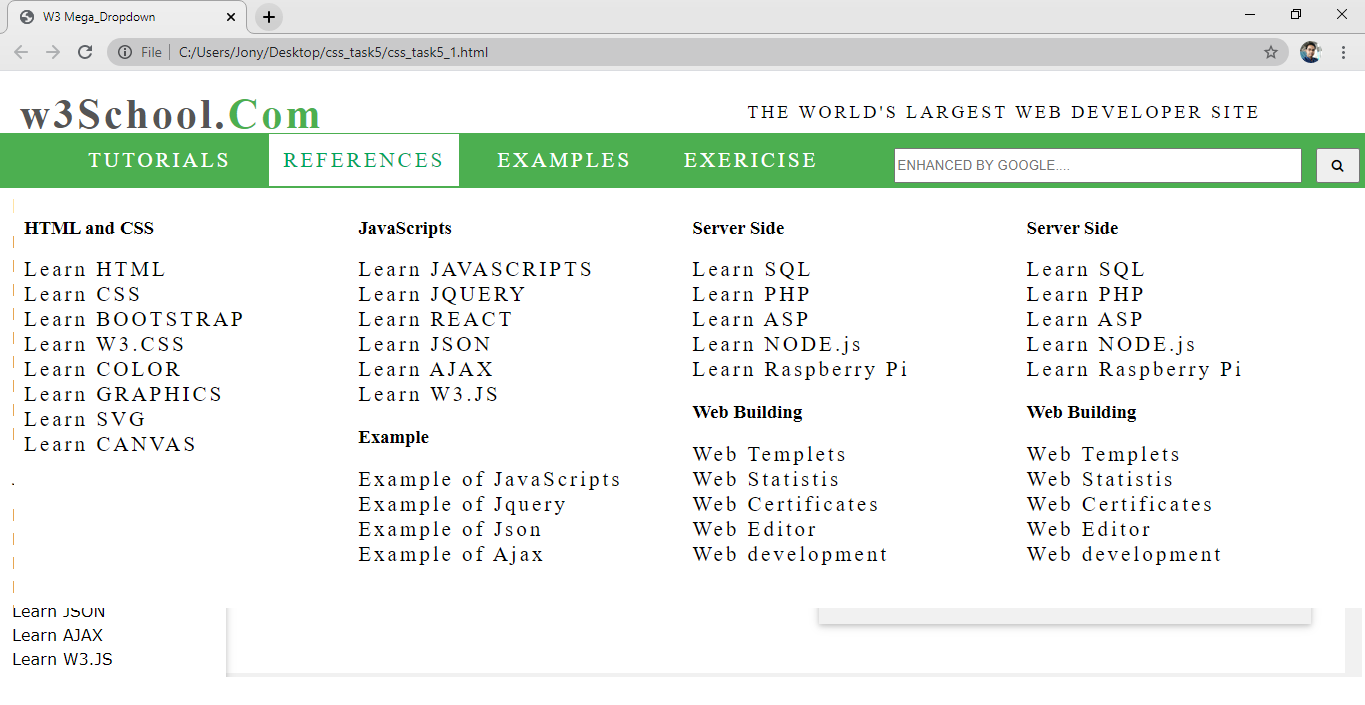 W3 Mega_Dropdown
File
C:/Users/Jony/Desktop/css_task5/css_task5_1.html
w3School.Com
THE WORLD'S LARGEST WEB DEVELOPER SITE
TUTORIALS
REFERENCES
EXAMPLES
EXERICISE
ENHANCED BY GOOGLE....
HTML and CSS
Learn HTML
Learn CSS
Learn BOOTSTRAP
Learn W3.CSS
Learn COLOR
Learn GRAPHICS
Learn SVG
Learn CANVAS
JavaScripts
Learn JAVASCRIPTS
Learn JQUERY
Learn REACT
Learn JSON
Learn AJAX
Learn W3.JS
Example
Example of JavaScripts
Example of Jquery
Example of Json
Example of Ajax
Server Side
Learn SQL
Learn PHP
Learn ASP
Learn NODE.js
Learn Raspberry Pi
Web Building
Web Templets
Web Statistis
Web Certificates
Web Editor
Web development
Server Side
Learn SQL
Learn PHP
Learn ASP
Learn NODE.js
Learn Raspberry Pi
Web Building
Web Templets
Web Statistis
Web Certificates
Web Editor
Web development
Learn JSON
Learn AJAX
Learn W3.JS